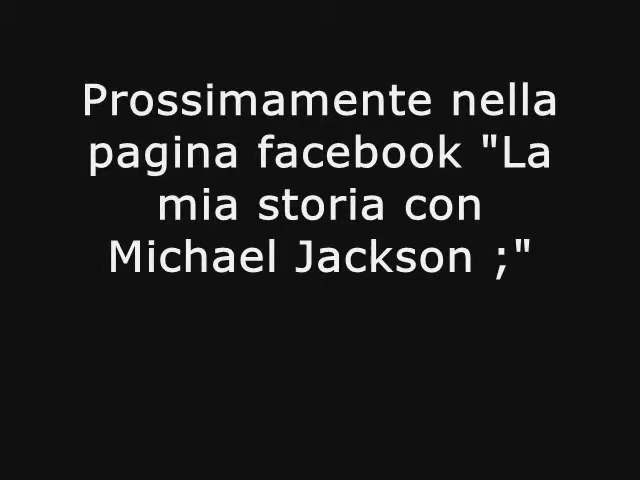 Prossimamente nella
pagina facebook "La
mia storia con
Michael Jackson ;"